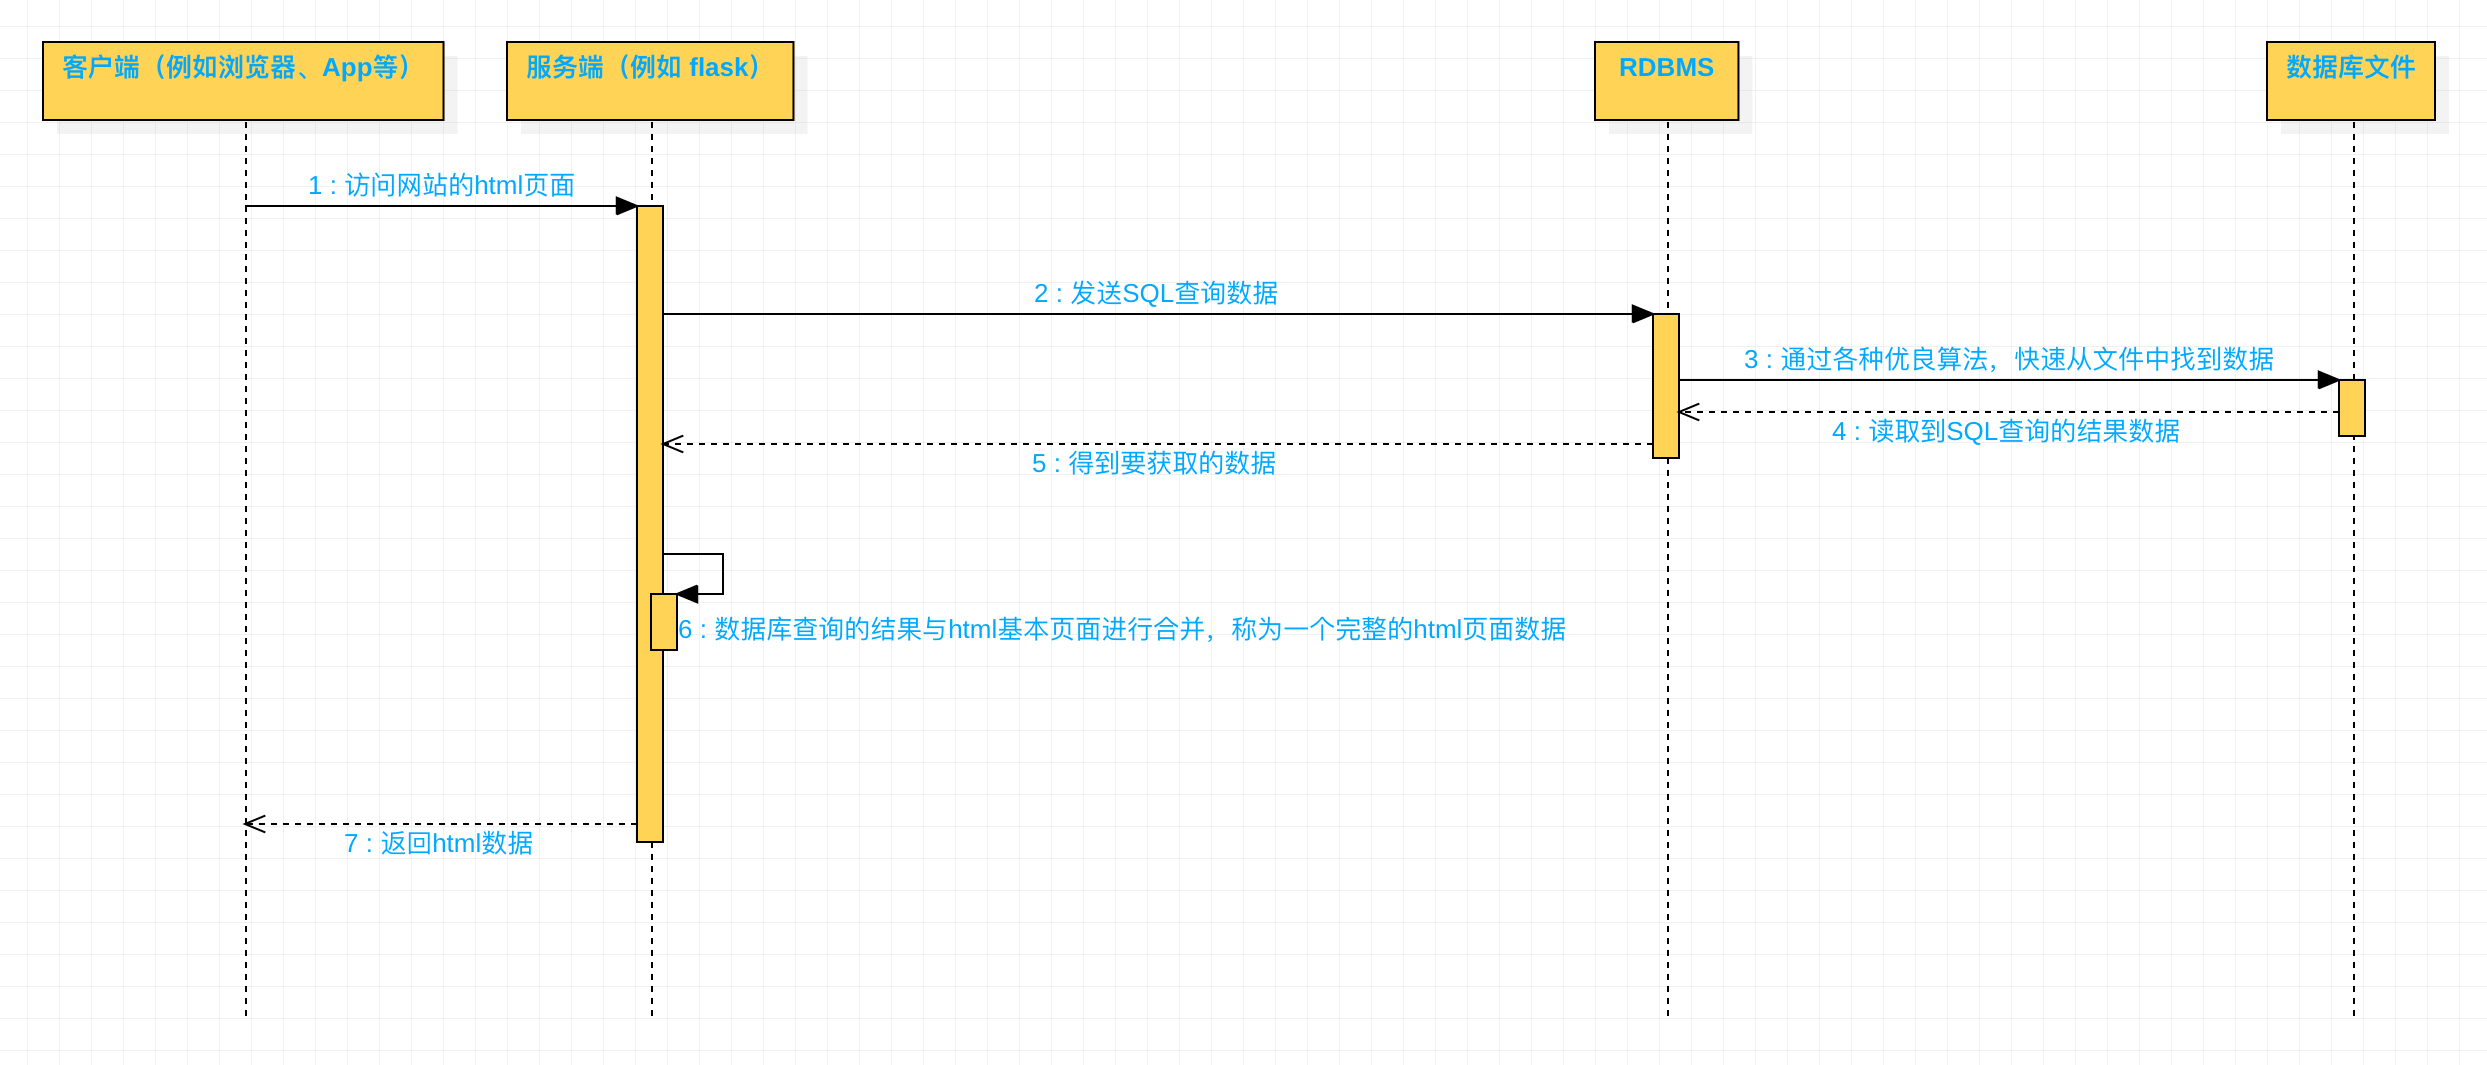 客户端（例如浏览器、App等）
服务端（例如 flask）
RDBMS
数据库文件
1 : 访问网站的html页面
2 : 发送SQL查询数据
3 : 通过各种优良算法，快速从文件中找到数据
4 : 读取到SQL查询的结果数据
5 : 得到要获取的数据
6 : 数据库查询的结果与html基本页面进行合并，称为一个完整的html页面数据
7 : 返回html数据